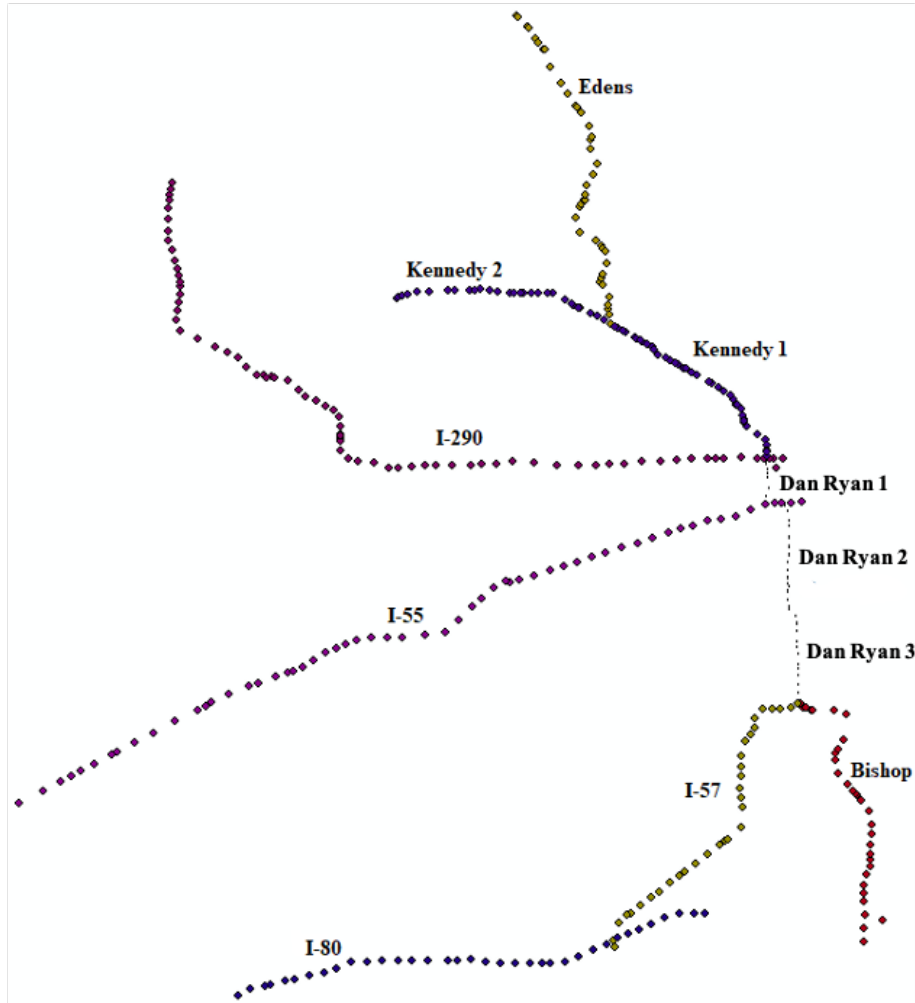 Edens
Kennedy 2
Kennedy 1
I-290
Dan Ryan 1
Dan Ryan 2
I-55
Dan Ryan 3
Bishop
I-57
I-80